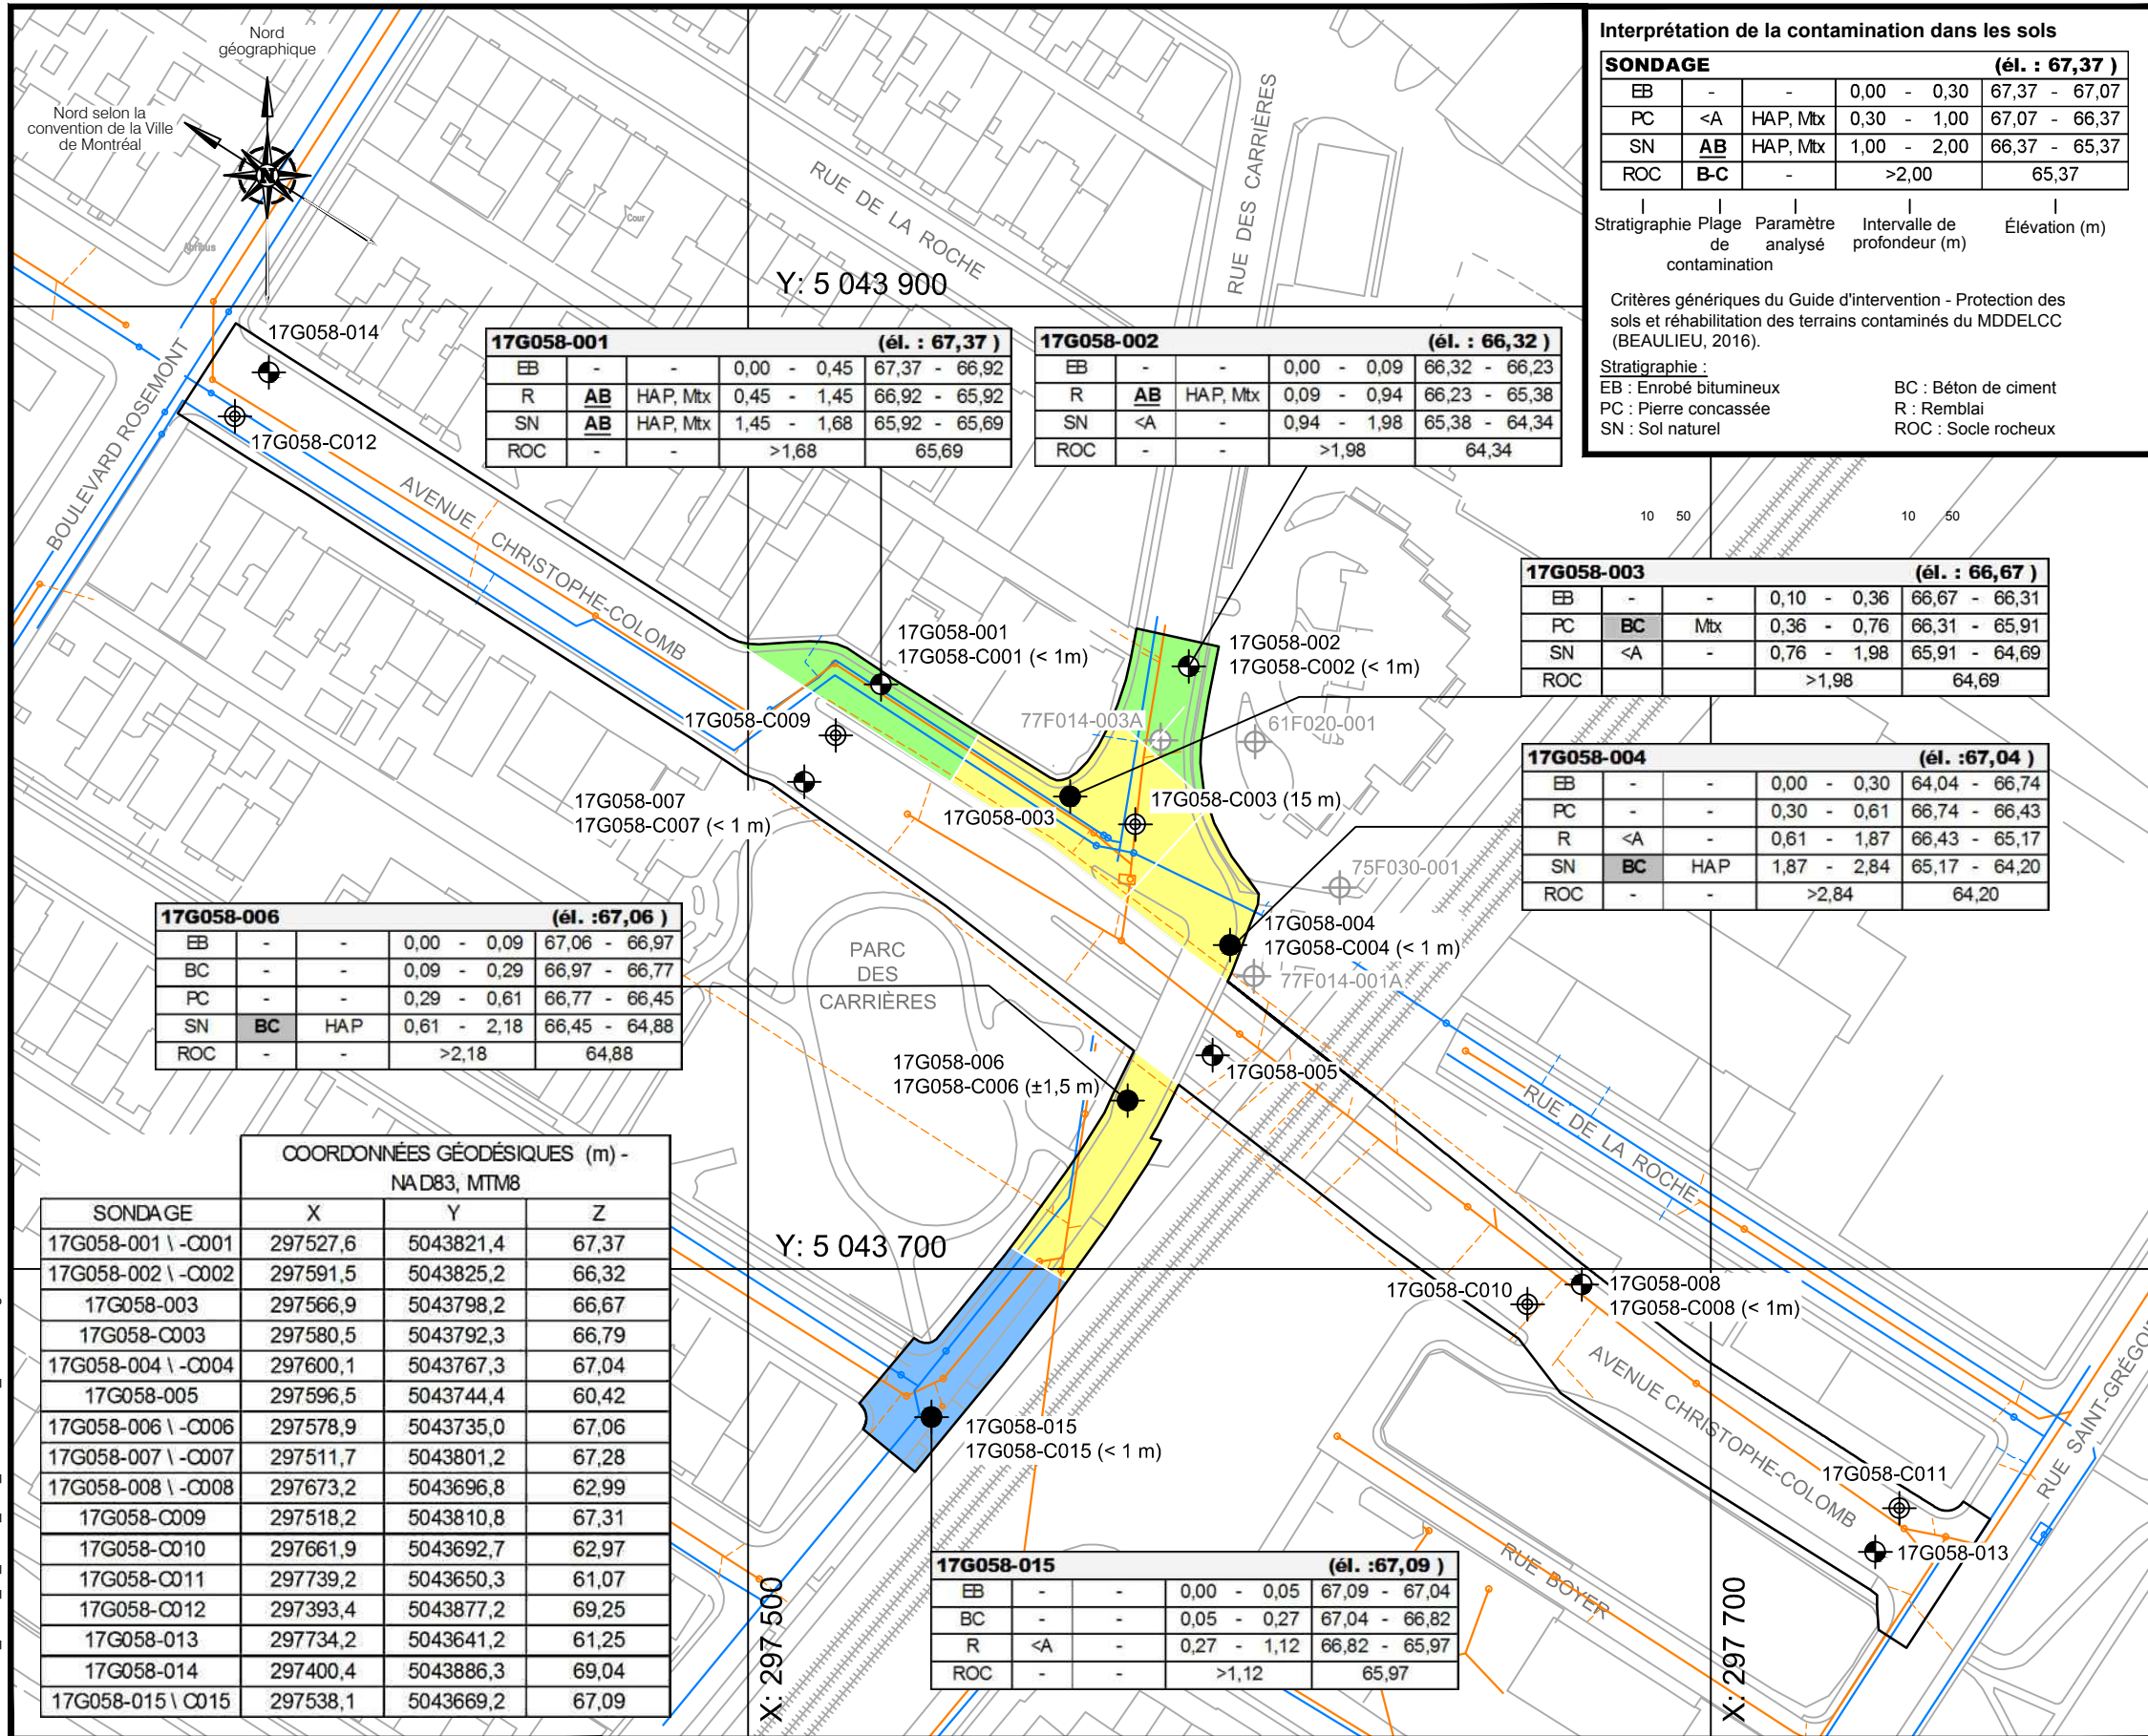 Nord
géographique
Nord selon la
convention de la Ville
de Montréal
N
Abribus
Cour
BOULEVARD ROSEMONT
RUE DE LA ROCHE
RUE DES CARRIÈRES
Y: 5 043 900
Interprétation de la contamination dans les sols
SONDAGE (él. : 67,37 )
EB - - 0,00 - 0,30 67,37 - 67,07
PC <A HAP, Mtx 0,30 - 1,00 67,07 - 66,37
SN AB HAP, Mtx 1,00 - 2,00 66,37 - 65,37
ROC B-C - >2,00 65,37
Stratigraphie Plage de contamination Paramètre analysé Intervalle de profondeur (m) Élévation (m)
Critères génériques du Guide d'intervention - Protection des
sols et réhabilitation des terrains contaminés du MDDELCC
(BEAULIEU, 2016).
Stratigraphie :
EB : Enrobé bitumineux BC : Béton de ciment
PC : Pierre concassée R : Remblai
SN : Sol naturel ROC : Socle rocheux
17G058-014
17G058-C012
17G058-001 (él. : 67,37 )
EB - - 0,00 - 0,45 67,37 - 66,92
R AB HAP, Mtx 0,45 - 1,45 66,92 - 65,92
SN AB HAP, Mtx 1,45 - 1,68 65,92 - 65,69
ROC - - >1,68 65,69
17G058-002 (él. : 66,32 )
EB - - 0,00 - 0,09 66,32 - 66,23
R AB HAP, Mtx 0,09 - 0,94 66,23 - 65,38
SN <A - 0,94 - 1,98 65,38 - 64,34
ROC - - >1,98 64,34
AVENUE CHRISTOPHE-COLOMB
10 50 10 50
17G058-003 (él. : 66,67 )
EB - - 0,10 - 0,36 66,67 - 66,31
PC BC Mtx 0,36 - 0,76 66,31 - 65,91
SN <A - 0,76 - 1,98 65,91 - 64,69
ROC >1,98 64,69
17G058-001
17G058-C001 (< 1m)
17G058-002
17G058-C002 (< 1m)
17G058-C009
77F014-003A
61F020-001
17G058-007
17G058-C007 (< 1 m)
17G058-003
17G058-C003 (15 m)
17G058-004 (él. :67,04 )
EB - - 0,00 - 0,30 64,04 - 66,74
PC - - 0,30 - 0,61 66,74 - 66,43
R <A - 0,61 - 1,87 66,43 - 65,17
SN BC HAP 1,87 - 2,84 65,17 - 64,20
ROC - - >2,84 64,20
75F030-001
17G058-004
17G058-C004 (< 1 m)
77F014-001A
17G058-006 (él. :67,06 )
EB - - 0,00 - 0,09 67,06 - 66,97
BC - - 0,09 - 0,29 66,97 - 66,77
PC - - 0,29 - 0,61 66,77 - 66,45
SN BC HAP 0,61 - 2,18 66,45 - 64,88
ROC - - >2,18 64,88
PARC
DES
CARRIÈRES
17G058-006
17G058-C006 (±1,5 m)
17G058-005
RUE DE LA ROCHE
Y: 5 043 700
COORDONNÉES GÉODÉSIQUES (m) -
NAD83, MTM8
SONDAGE X Y Z
17G058-001 \ -C001 297527,6 5043821,4 67,37
17G058-002 \ -C002 297591,5 5043825,2 66,32
17G058-003 297566,9 5043798,2 66,67
17G058-C003 297580,5 5043792,3 66,79
17G058-004 \ -C004 297600,1 5043767,3 67,04
17G058-005 297596,5 5043744,4 60,42
17G058-006 \ -C006 297578,9 5043735,0 67,06
17G058-007 \ -C007 297511,7 5043801,2 67,28
17G058-008 \ -C008 297673,2 5043696,8 62,99
17G058-C009 297518,2 5043810,8 67,31
17G058-C010 297661,9 5043692,7 62,97
17G058-C011 297739,2 5043650,3 61,07
17G058-C012 297393,4 5043877,2 69,25
17G058-013 297734,2 5043641,2 61,25
17G058-014 297400,4 5043886,3 69,04
17G058-015 \ C015 297538,1 5043669,2 67,09
17G058-C010
17G058-008
17G058-C008 (< 1m)
AVENUE CHRISTOPHE-COLOMB
RUE SAINT-GRÉGOI
17G058-C011
17G058-013
17G058-015
17G058-C015 (< 1 m)
RUE BOYER
17G058-015 (él. :67,09 )
EB - - 0,00 - 0,05 67,09 - 67,04
BC - - 0,05 - 0,27 67,04 - 66,82
R <A - 0,27 - 1,12 66,82 - 65,97
ROC - - >1,12 65,97
X: 297 500
X: 297 700